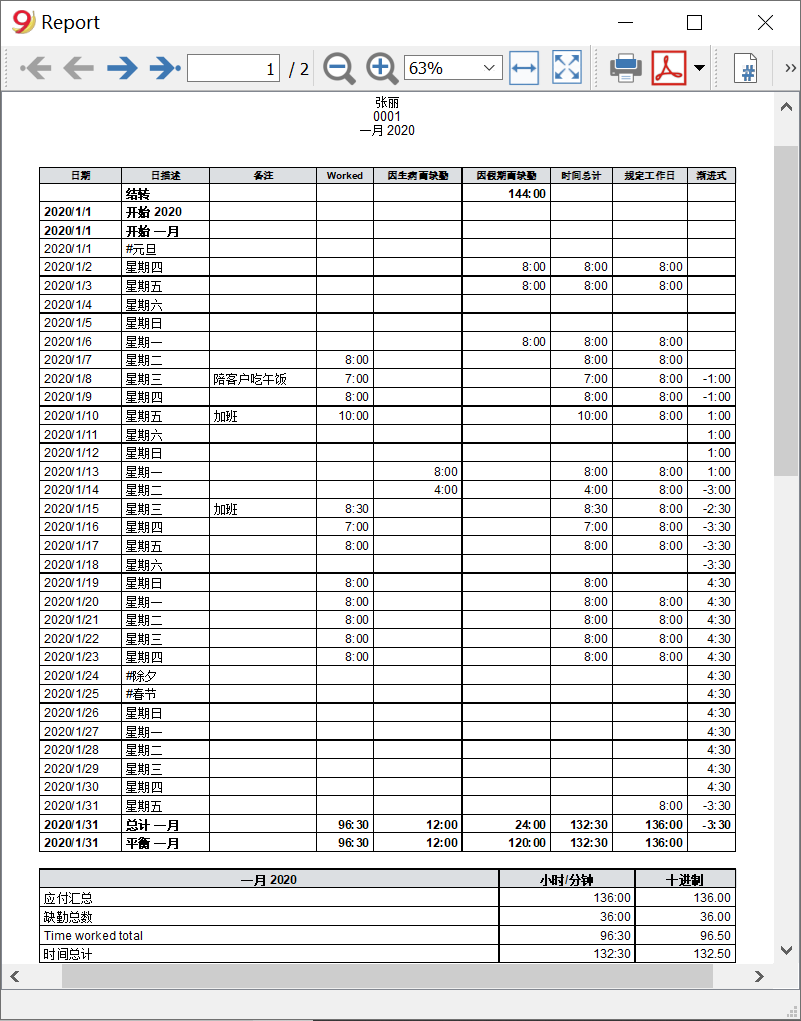 Report
1 / 2 63%
#
张丽
0001
一月 2020
日期 日描述 备注 Worked 因生病而缺勤 因假期而缺勤 时间总计 规定工作日 渐进式
结转 144:00
2020/1/1 开始 2020
2020/1/1 开始 一月
2020/1/1 #元旦
2020/1/2 星期四 8:00 8:00 8:00
2020/1/3 星期五 8:00 8:00 8:00
2020/1/4 星期六
2020/1/5 星期日
2020/1/6 星期一 8:00 8:00 8:00
2020/1/7 星期二 8:00 8:00 8:00
2020/1/8 星期三 陪客户吃午饭 7:00 7:00 8:00 -1:00
2020/1/9 星期四 8:00 8:00 8:00 -1:00
2020/1/10 星期五 加班 10:00 10:00 8:00 1:00
2020/1/11 星期六 1:00
2020/1/12 星期日 1:00
2020/1/13 星期一 8:00 8:00 8:00 1:00
2020/1/14 星期二 4:00 4:00 8:00 -3:00
2020/1/15 星期三 加班 8:30 8:30 8:00 -2:30
2020/1/16 星期四 7:00 7:00 8:00 -3:30
2020/1/17 星期五 8:00 8:00 8:00 -3:30
2020/1/18 星期六 -3:30
2020/1/19 星期日 8:00 8:00 4:30
2020/1/20 星期一 8:00 8:00 8:00 4:30
2020/1/21 星期二 8:00 8:00 8:00 4:30
2020/1/22 星期三 8:00 8:00 8:00 4:30
2020/1/23 星期四 8:00 8:00 8:00 4:30
2020/1/24 #除夕 4:30
2020/1/25 #春节 4:30
2020/1/26 星期日 4:30
2020/1/27 星期一 4:30
2020/1/28 星期二 4:30
2020/1/29 星期三 4:30
2020/1/30 星期四 4:30
2020/1/31 星期五 8:00 -3:30
2020/1/31 总计 一月 96:30 12:00 24:00 132:30 136:00 -3:30
2020/1/31 平衡 一月 96:30 12:00 120:00 132:30 136:00
一月 2020 小时/分钟 十进制
应付汇总 136:00 136.00
缺勤总数 36:00 36.00
Time worked total 96:30 96.50
时间总计 132:30 132.50